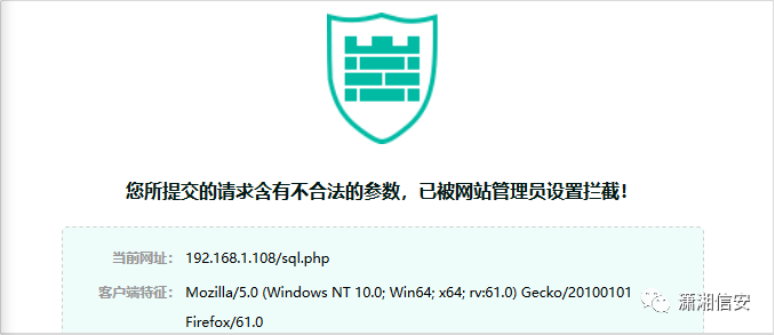 您所提交的请求含有不合法的参数，已被网站管理员设置拦截！
当前网址： 192.168.1.108/sql.php
客户端特征： Mozilla/5.0 (Windows NT 10.0; Win64; x64; rv:61.0) Gecko/20100101
Firefox/61.0
潇湘信安